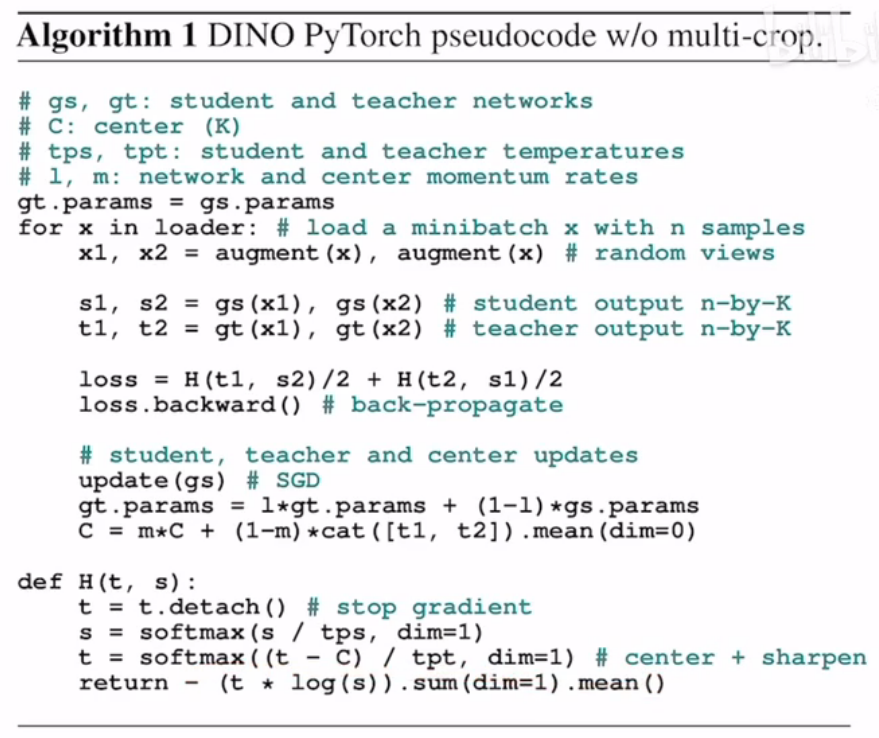 Algorithm 1 DINO PyTorch pseudocode w/o multi-crop.
# gs, gt: student and teacher networks
# C: center (K)
# tps, tpt: student and teacher temperatures
# l, m: network and center momentum rates
gt.params = gs.params
for x in loader: # load a minibatch x with n samples
    x1, x2 = augment(x), augment(x) # random views
    s1, s2 = gs(x1), gs(x2) # student output n-by-K
    t1, t2 = gt(x1), gt(x2) # teacher output n-by-K
    loss = H(t1, s2)/2 + H(t2, s1)/2
    loss.backward() # back-propagate
    # student, teacher and center updates
    update(gs) # SGD
    gt.params = l*gt.params + (1-l)*gs.params
    C = m*C + (1-m)*cat([t1, t2]).mean(dim=0)
def H(t, s):
    t = t.detach() # stop gradient
    s = softmax(s / tps, dim=1)
    t = softmax((t - C) / tpt, dim=1) # center + sharpen
    return - (t * log(s)).sum(dim=1).mean()